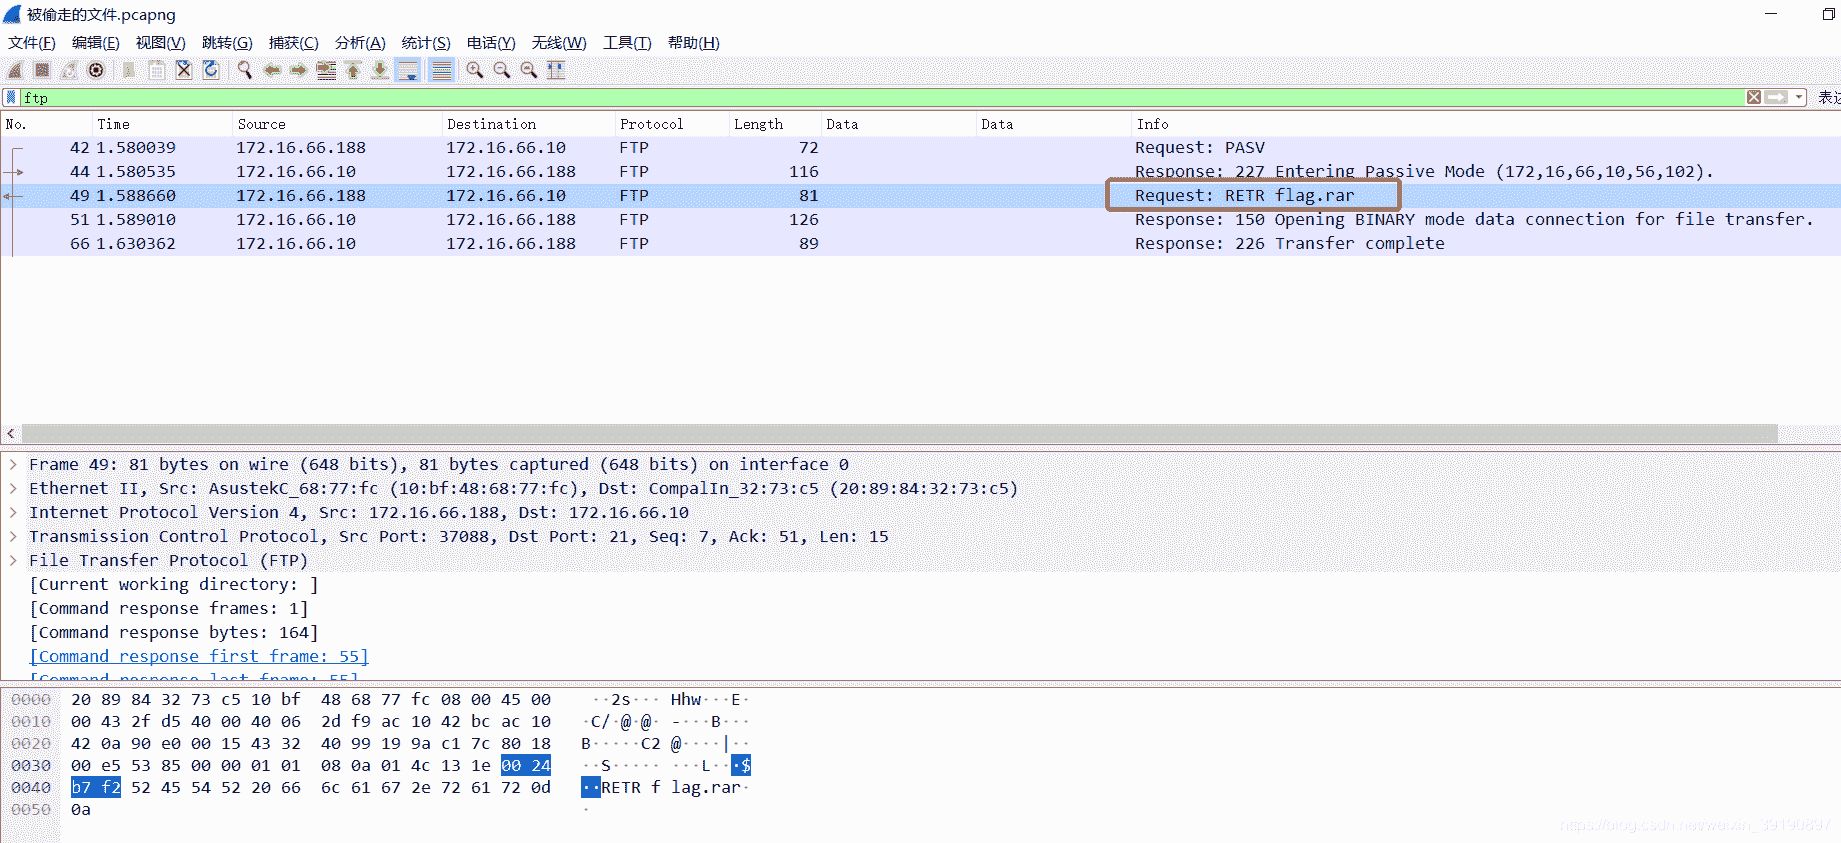 被偷走的文件.pcapng
文件(F) 编辑(E) 视图(V) 跳转(G) 捕获(C) 分析(A) 统计(S) 电话(Y) 无线(W) 工具(T) 帮助(H)
ftp 表达
No. Time Source Destination Protocol Length Data Data Info
42 1.580039 172.16.66.188 172.16.66.10 FTP 72 Request: PASV
44 1.580535 172.16.66.10 172.16.66.188 FTP 116 Response: 227 Entering Passive Mode (172,16,66,10,56,102).
49 1.588660 172.16.66.188 172.16.66.10 FTP 81 Request: RETR flag.rar
51 1.589010 172.16.66.10 172.16.66.188 FTP 126 Response: 150 Opening BINARY mode data connection for file transfer.
66 1.630362 172.16.66.10 172.16.66.188 FTP 89 Response: 226 Transfer complete
Frame 49: 81 bytes on wire (648 bits), 81 bytes captured (648 bits) on interface 0
Ethernet II, Src: AsustekC_68:77:fc (10:bf:48:68:77:fc), Dst: CompalIn_32:73:c5 (20:89:84:32:73:c5)
Internet Protocol Version 4, Src: 172.16.66.188, Dst: 172.16.66.10
Transmission Control Protocol, Src Port: 37088, Dst Port: 21, Seq: 7, Ack: 51, Len: 15
File Transfer Protocol (FTP)
[Current working directory: ]
[Command response frames: 1]
[Command response bytes: 164]
[Command response first frame: 55]
[Command response last frame: 55]
0000 20 89 84 32 73 c5 10 bf 48 68 77 fc 08 00 45 00 ··2s··· Hhw···E·
0010 00 43 2f d5 40 00 40 06 2d f9 ac 10 42 bc ac 10 ·C/·@·@· -···B···
0020 42 0a 90 e0 00 15 43 32 40 99 19 9a c1 7c 80 18 B·····C2 @····|··
0030 00 e5 53 85 00 00 01 01 08 0a 01 4c 13 1e 00 24 ··S····· ···L···$
0040 b7 f2 52 45 54 52 20 66 6c 61 67 2e 72 61 72 0d ··RETR f lag.rar·
0050 0a ·
https://blog.csdn.net/weixin_39190897